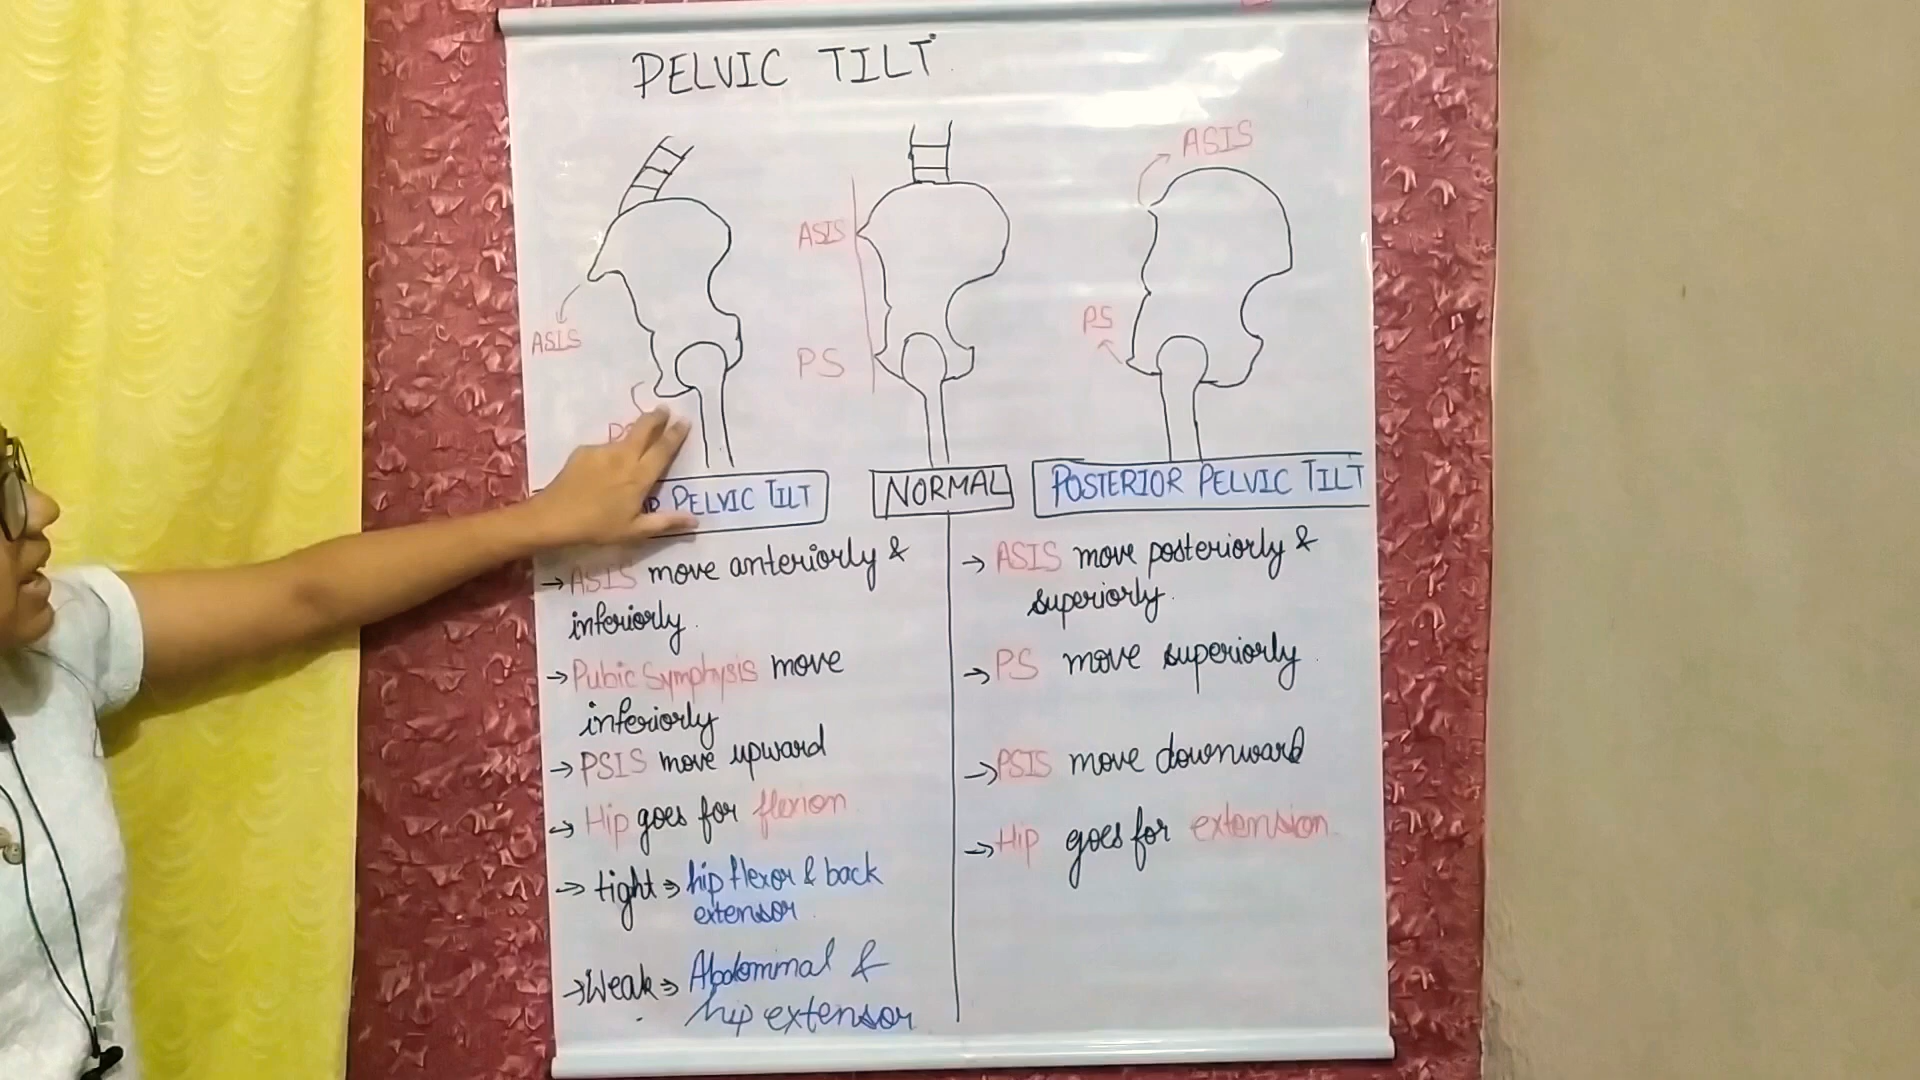 PELVIC TILT
ASIS
ASIS
PS
ASIS
PS
PELVIC TILT
NORMAL
POSTERIOR PELVIC TILT
→ ASIS move anteriorly &
inferiorly.
→ Pubic Symphysis move
inferiorly
→ PSIS move upward
→ Hip goes for flexion
→ tight ⇒ hip flexor & back
extensor
→ Weak ⇒ Abdominal &
hip extensor
→ ASIS move posteriorly &
superiorly.
→ PS move superiorly.
→ PSIS move downward
→ Hip goes for extension